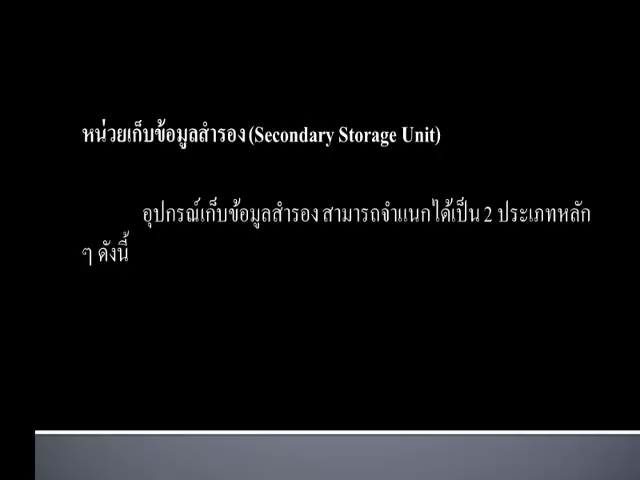 หน่วยเก็บข้อมูลสำรอง (Secondary Storage Unit)
อุปกรณ์เก็บข้อมูลสำรอง สามารถจำแนกได้เป็น 2 ประเภทหลัก
ๆ ดังนี้